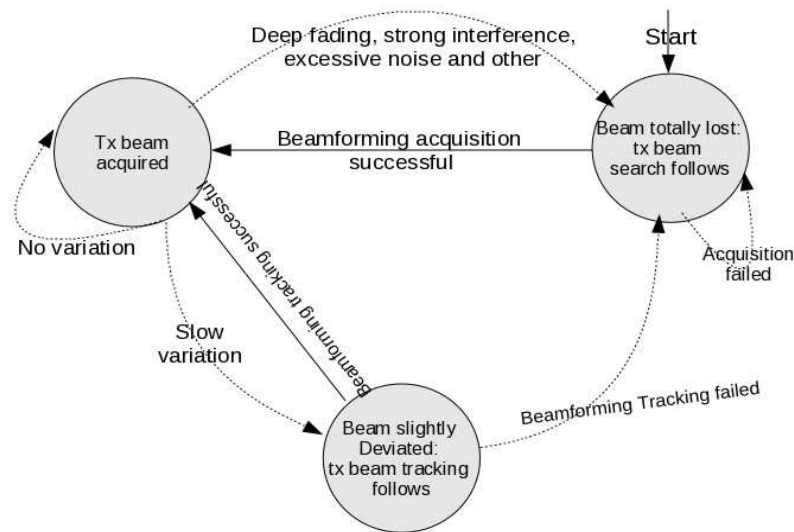 Deep fading, strong interference,
excessive noise and other
Start
Tx beam
acquired
Beamforming acquisition
successful
Beam totally lost:
tx beam
search follows
No variation
Beamforming tracking successful
Acquisition
failed
Slow
variation
Beamforming Tracking failed
Beam slightly
Deviated:
tx beam tracking
follows